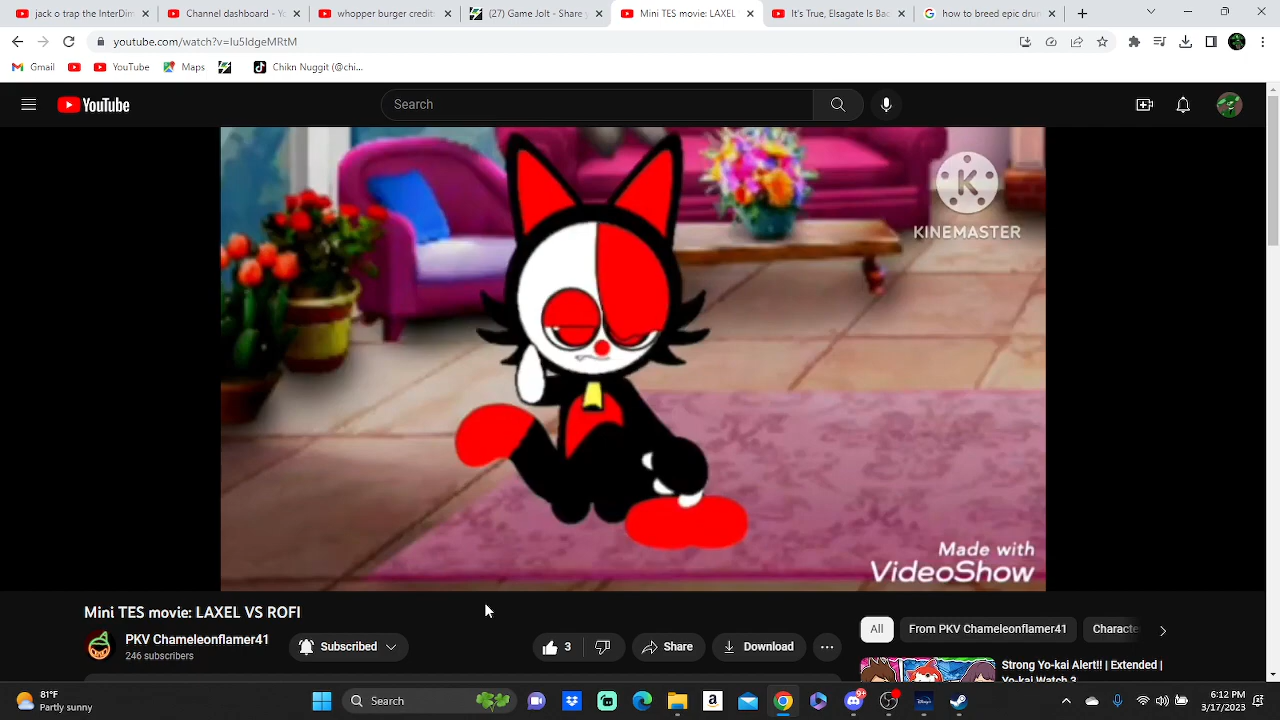 jack o the InterDim
Channel dashboard - Yo
whopper burger credit
(27) Game Jolt - Share y
Mini TES movie: LAXEL
It's True, Elsagate Is Bac
how to breed epic dun
youtube.com/watch?v=Iu5IdgeMRtM
Gmail
YouTube
Maps
Chikn Nuggit (@chi...
YouTube
Search
K
KINEMASTER
Made with
VideoShow
Mini TES movie: LAXEL VS ROFI
PKV Chameleonflamer41
246 subscribers
Subscribed
3
Share
Download
All
From PKV Chameleonflamer41
Characte
Strong Yo-kai Alert!! | Extended |
Yo-kai Watch 3
81°F
Partly sunny
Search
6:12 PM
3/17/2023